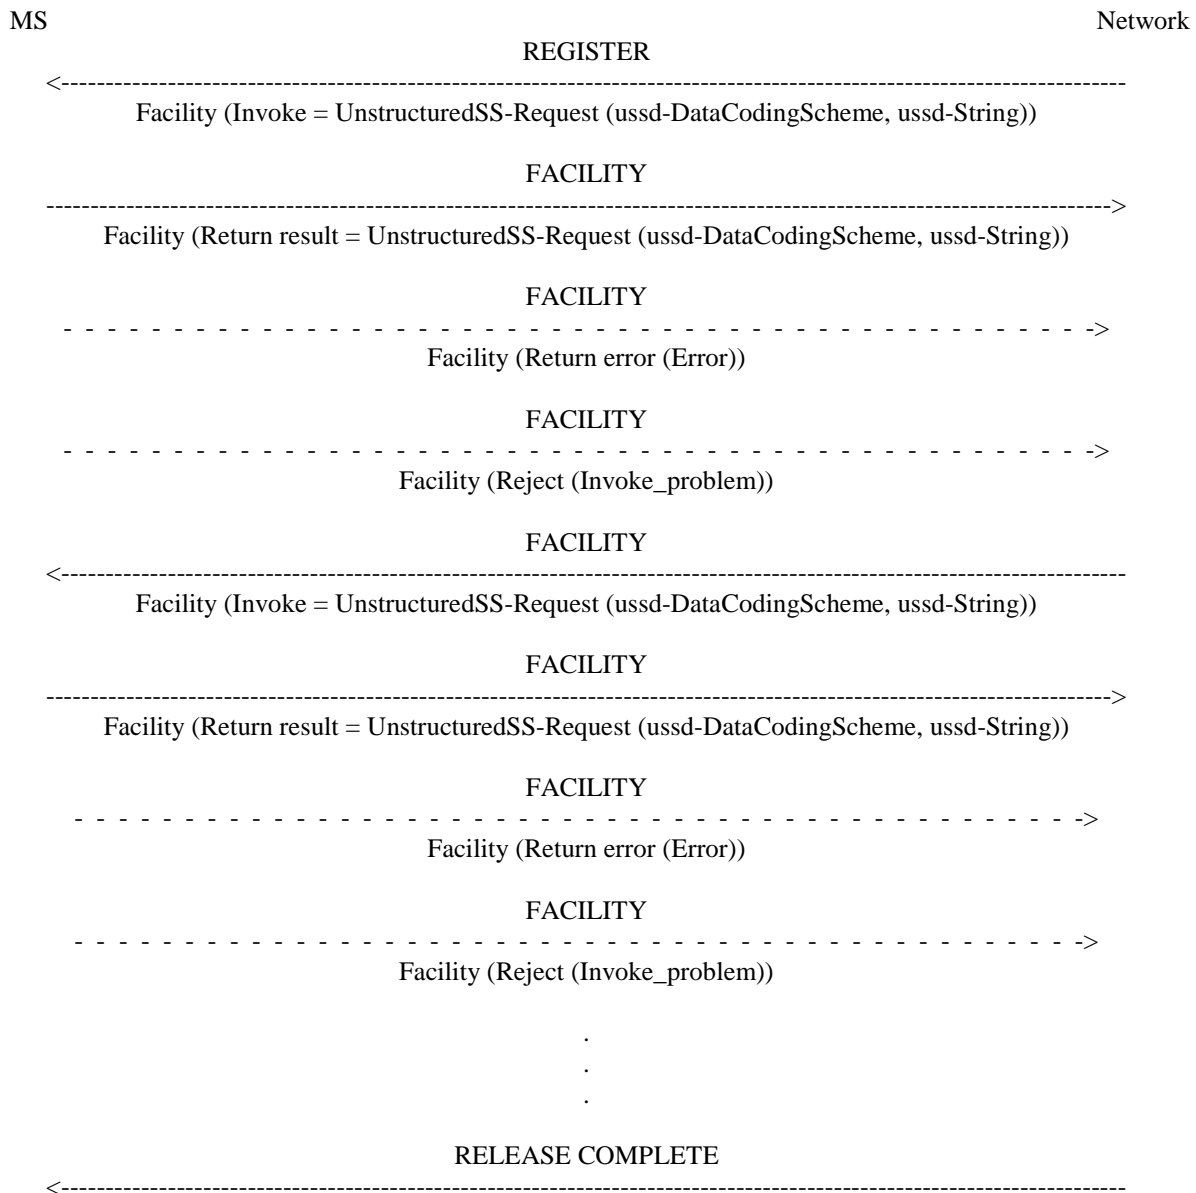 MS Network
REGISTER
<------------------------------------------------------------------------------------------------------------------------
Facility (Invoke = UnstructuredSS-Request (ussd-DataCodingScheme, ussd-String))
FACILITY
------------------------------------------------------------------------------------------------------------------------>
Facility (Return result = UnstructuredSS-Request (ussd-DataCodingScheme, ussd-String))
FACILITY
- - - - - - - - - - - - - - - - - - - - - - - - - - - - - - - - - - - - - - - - - - - - - - - ->
Facility (Return error (Error))
FACILITY
- - - - - - - - - - - - - - - - - - - - - - - - - - - - - - - - - - - - - - - - - - - - - - - ->
Facility (Reject (Invoke_problem))
FACILITY
<------------------------------------------------------------------------------------------------------------------------
Facility (Invoke = UnstructuredSS-Request (ussd-DataCodingScheme, ussd-String))
FACILITY
------------------------------------------------------------------------------------------------------------------------>
Facility (Return result = UnstructuredSS-Request (ussd-DataCodingScheme, ussd-String))
FACILITY
- - - - - - - - - - - - - - - - - - - - - - - - - - - - - - - - - - - - - - - - - - - - - - ->
Facility (Return error (Error))
FACILITY
- - - - - - - - - - - - - - - - - - - - - - - - - - - - - - - - - - - - - - - - - - - - - - ->
Facility (Reject (Invoke_problem))
.
.
.
RELEASE COMPLETE
<------------------------------------------------------------------------------------------------------------------------